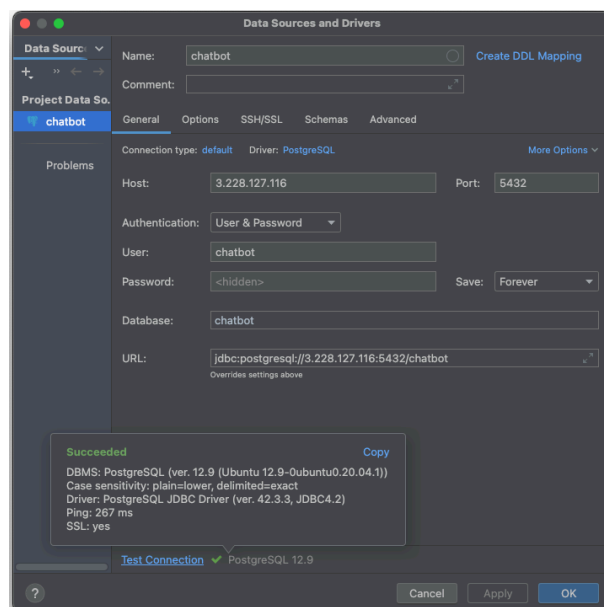 Data Sources and Drivers
Data Sourc
Name: chatbot Create DDL Mapping
Comment:
Project Data So.
chatbot
Problems
General Options SSH/SSL Schemas Advanced
Connection type: default Driver: PostgreSQL More Options
Host: 3.228.127.116 Port: 5432
Authentication: User & Password
User: chatbot
Password: <hidden> Save: Forever
Database: chatbot
URL: jdbc:postgresql://3.228.127.116:5432/chatbot
Overrides settings above
Succeeded Copy
DBMS: PostgreSQL (ver. 12.9 (Ubuntu 12.9-0ubuntu0.20.04.1))
Case sensitivity: plain=lower, delimited=exact
Driver: PostgreSQL JDBC Driver (ver. 42.3.3, JDBC4.2)
Ping: 267 ms
SSL: yes
Test Connection ✔ PostgreSQL 12.9
? Cancel Apply OK